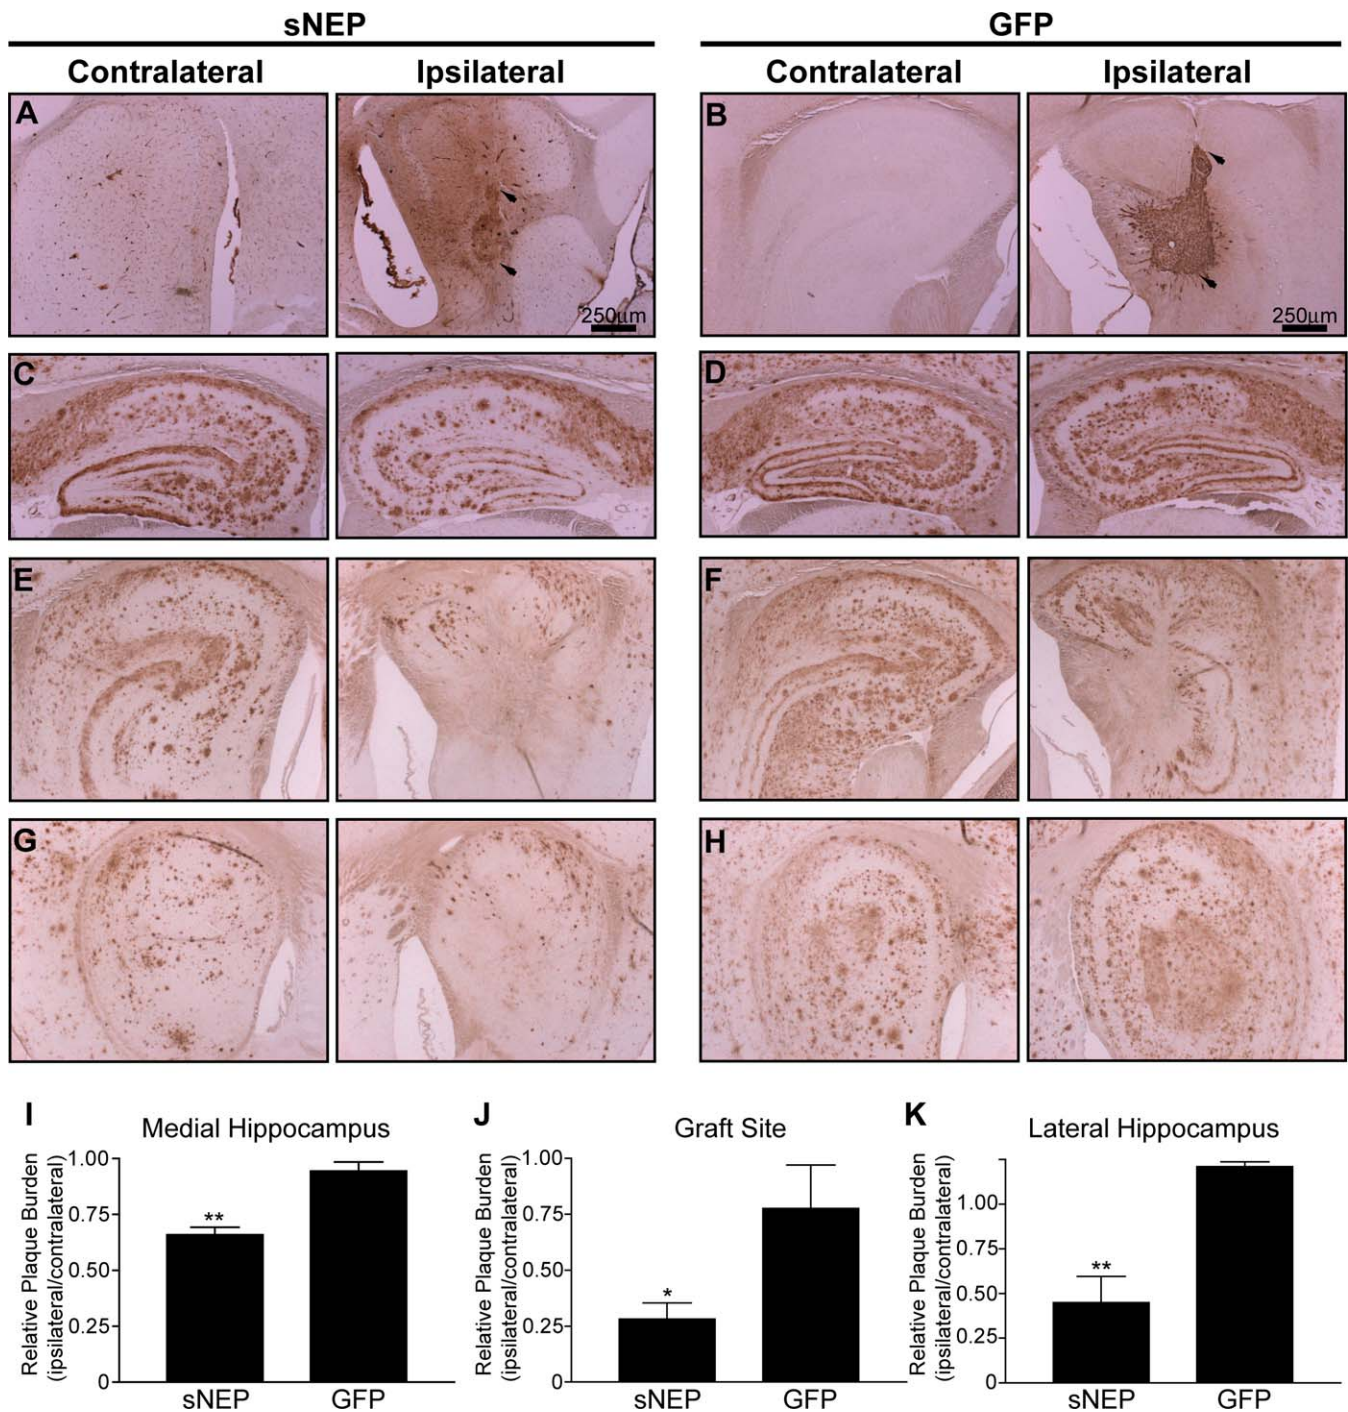 sNEP GFP
Contralateral Ipsilateral Contralateral Ipsilateral
A B
250µm 250µm
C D
E F
G H
I Medial Hippocampus
Relative Plaque Burden
(ipsilateral/contralateral)
1.00
0.75
**
0.50
0.25
0
sNEP GFP
J Graft Site
Relative Plaque Burden
(ipsilateral/contralateral)
1.00
0.75
0.50
*
0.25
0
sNEP GFP
K Lateral Hippocampus
Relative Plaque Burden
(ipsilateral/contralateral)
1.00
0.75
**
0.50
0.25
0
sNEP GFP